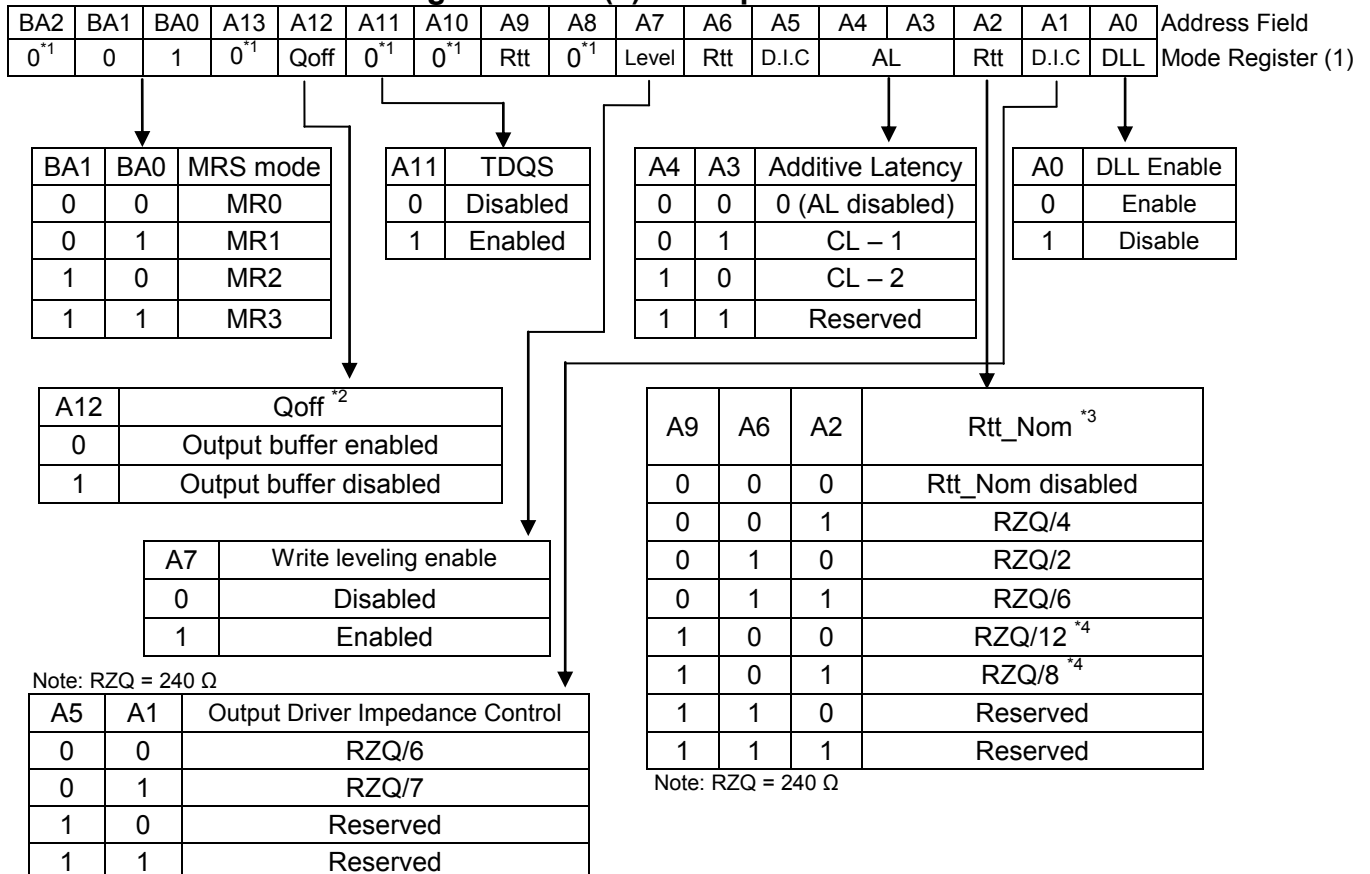 BA2 BA1 BA0 A13 A12 A11 A10 A9 A8 A7 A6 A5 A4 A3 A2 A1 A0 Address Field
0*1 0 1 0*1 Qoff 0*1 0*1 Rtt 0*1 Level Rtt D.I.C AL Rtt D.I.C DLL Mode Register (1)
BA1 BA0 MRS mode
0 0 MR0
0 1 MR1
1 0 MR2
1 1 MR3
A11 TDQS
0 Disabled
1 Enabled
A4 A3 Additive Latency
0 0 0 (AL disabled)
0 1 CL – 1
1 0 CL – 2
1 1 Reserved
A0 DLL Enable
0 Enable
1 Disable
A12 Qoff *2
0 Output buffer enabled
1 Output buffer disabled
A7 Write leveling enable
0 Disabled
1 Enabled
Note: RZQ = 240 Ω
A5 A1 Output Driver Impedance Control
0 0 RZQ/6
0 1 RZQ/7
1 0 Reserved
1 1 Reserved
A9 A6 A2 Rtt_Nom *3
0 0 0 Rtt_Nom disabled
0 0 1 RZQ/4
0 1 0 RZQ/2
0 1 1 RZQ/6
1 0 0 RZQ/12 *4
1 0 1 RZQ/8 *4
1 1 0 Reserved
1 1 1 Reserved
Note: RZQ = 240 Ω